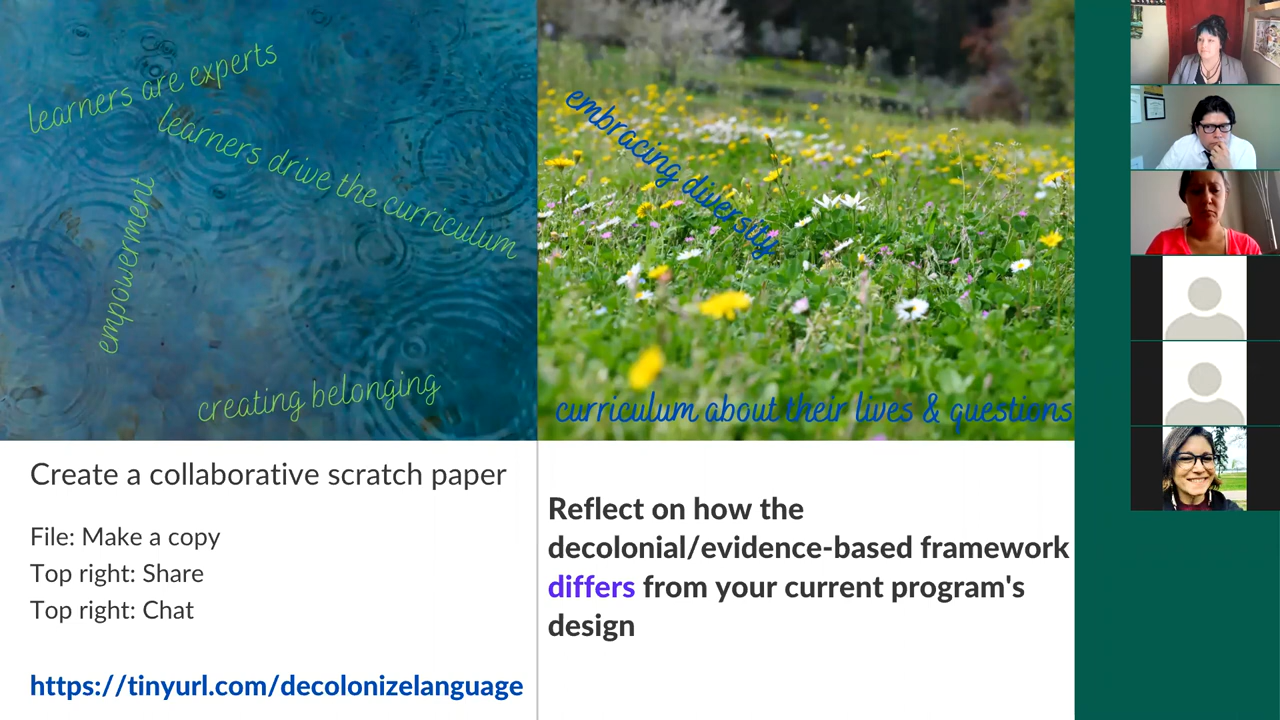 learners are experts
learners drive the curriculum
empowerment
creating belonging
embracing diversity
curriculum about their lives & questions
Create a collaborative scratch paper
File: Make a copy
Top right: Share
Top right: Chat
https://tinyurl.com/decolonizelanguage
Reflect on how the
decolonial/evidence-based framework
differs from your current program's
design